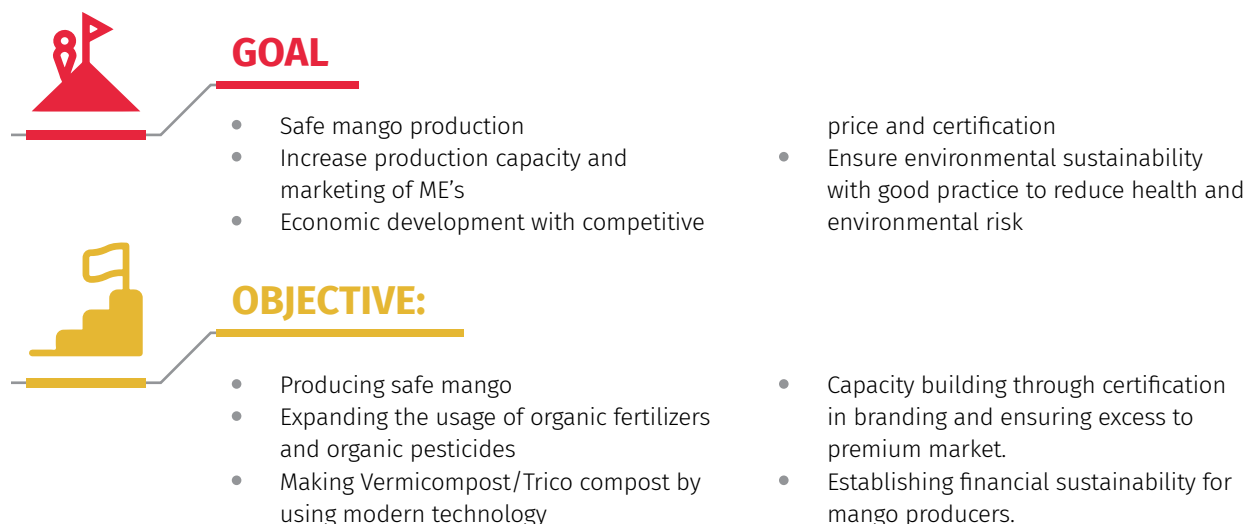 GOAL
Safe mango production
Increase production capacity and
marketing of ME's
Economic development with competitive
price and certification
Ensure environmental sustainability
with good practice to reduce health and
environmental risk
OBJECTIVE:
Producing safe mango
Expanding the usage of organic fertilizers
and organic pesticides
Making Vermicompost/Trico compost by
using modern technology
Capacity building through certification
in branding and ensuring excess to
premium market.
Establishing financial sustainability for
mango producers.